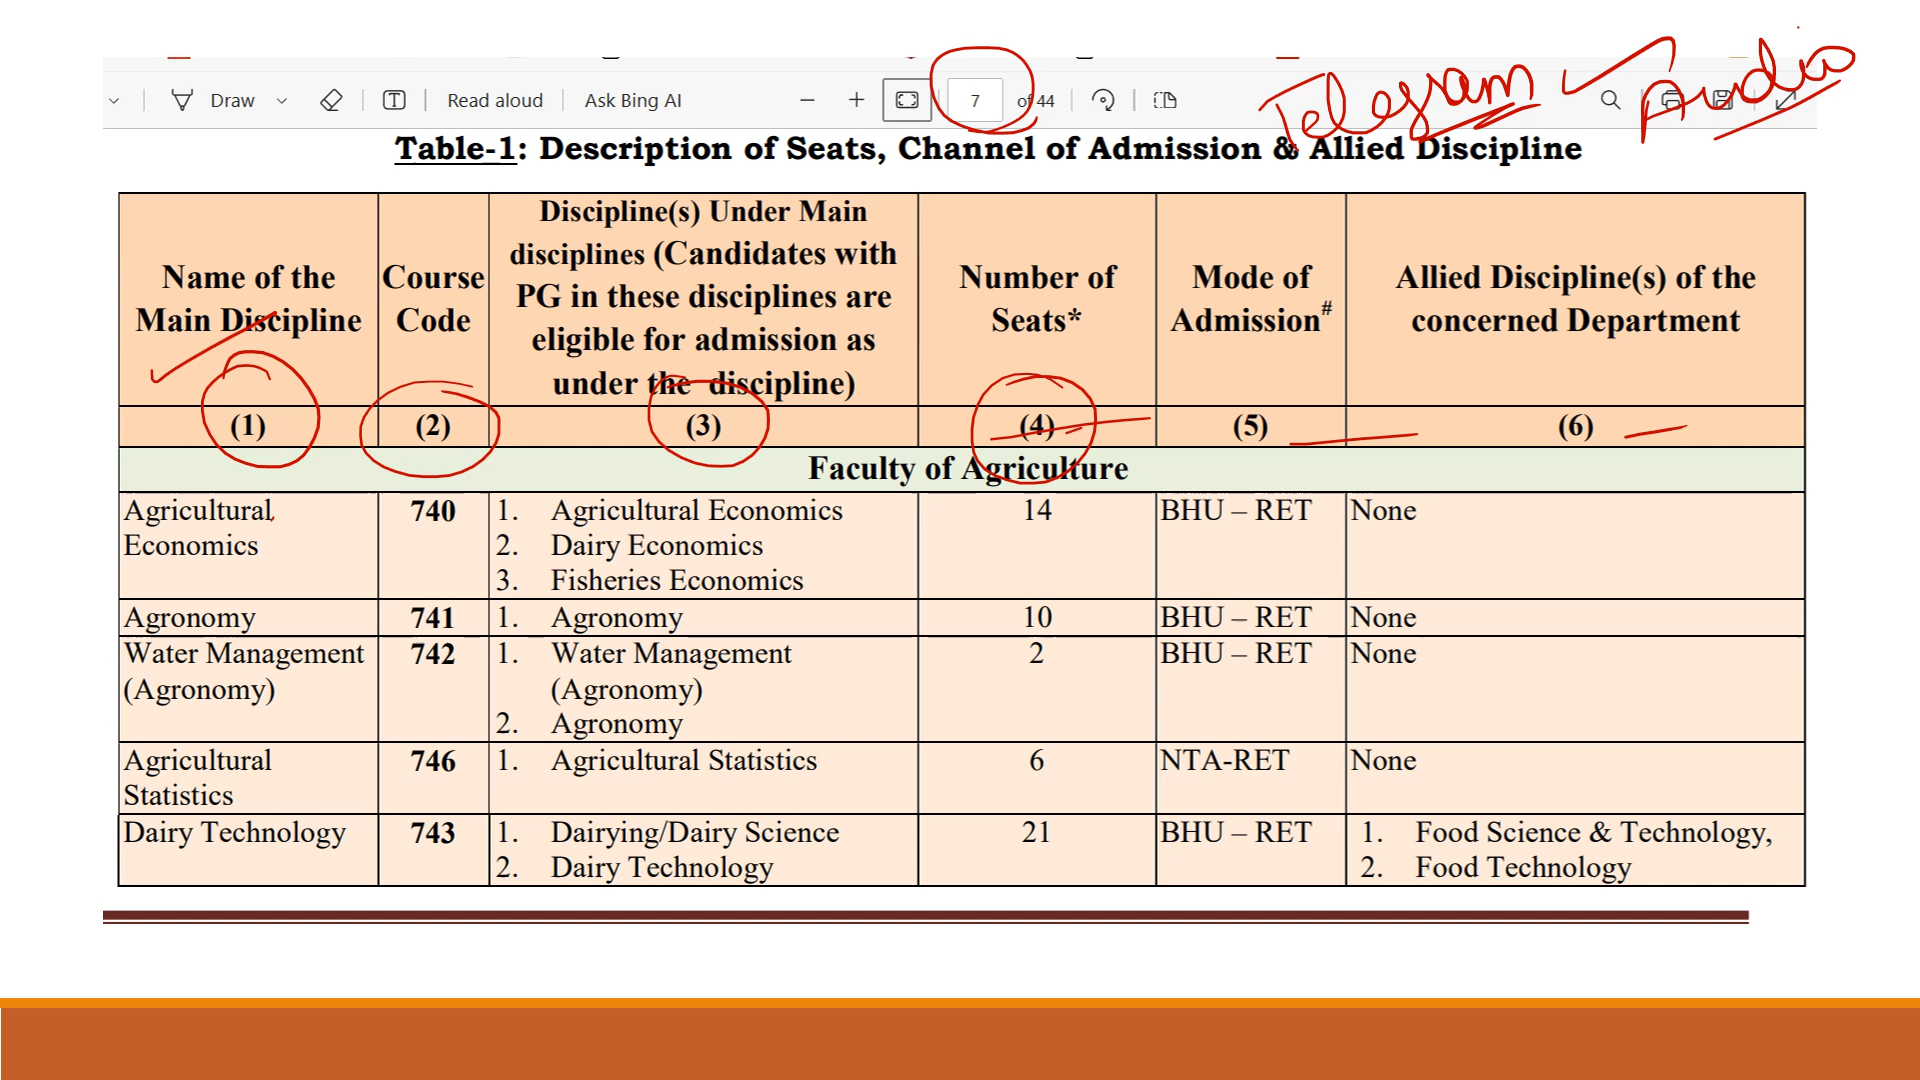 Telegram Audio
Draw Read aloud Ask Bing AI 7 of 44
Table-1: Description of Seats, Channel of Admission & Allied Discipline
Name of the Main Discipline
Course Code
Discipline(s) Under Main disciplines (Candidates with PG in these disciplines are eligible for admission as under the discipline)
Number of Seats*
Mode of Admission#
Allied Discipline(s) of the concerned Department
(1) (2) (3) (4) (5) (6)
Faculty of Agriculture
Agricultural 740 1. Agricultural Economics 14 BHU – RET None
Economics 2. Dairy Economics
3. Fisheries Economics
Agronomy 741 1. Agronomy 10 BHU – RET None
Water Management 742 1. Water Management 2 BHU – RET None
(Agronomy) (Agronomy)
2. Agronomy
Agricultural 746 1. Agricultural Statistics 6 NTA-RET None
Statistics
Dairy Technology 743 1. Dairying/Dairy Science 21 BHU – RET 1. Food Science & Technology,
2. Dairy Technology 2. Food Technology